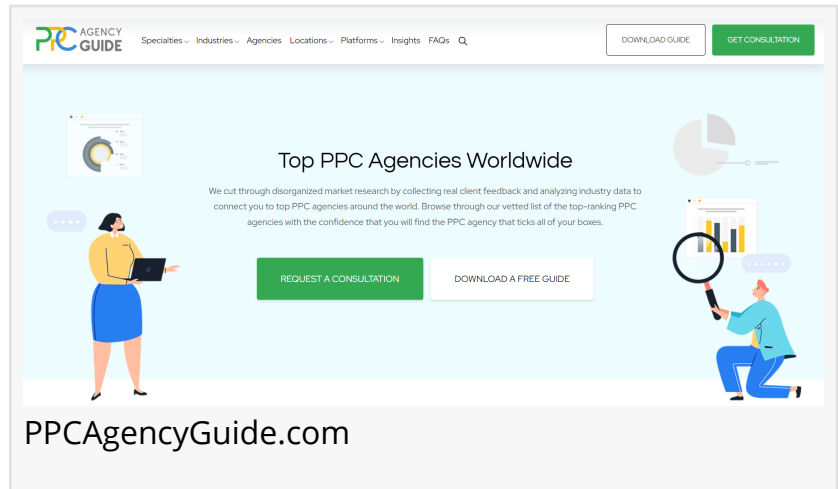 PPC AGENCY GUIDE
Specialties Industries Agencies Locations Platforms Insights FAQs
DOWNLOAD GUIDE
GET CONSULTATION
Top PPC Agencies Worldwide
We cut through disorganized market research by collecting real client feedback and analyzing industry data to
connect you to top PPC agencies around the world. Browse through our vetted list of the top-ranking PPC
agencies with the confidence that you will find the PPC agency that ticks all of your boxes.
REQUEST A CONSULTATION
DOWNLOAD A FREE GUIDE
PPCAgencyGuide.com